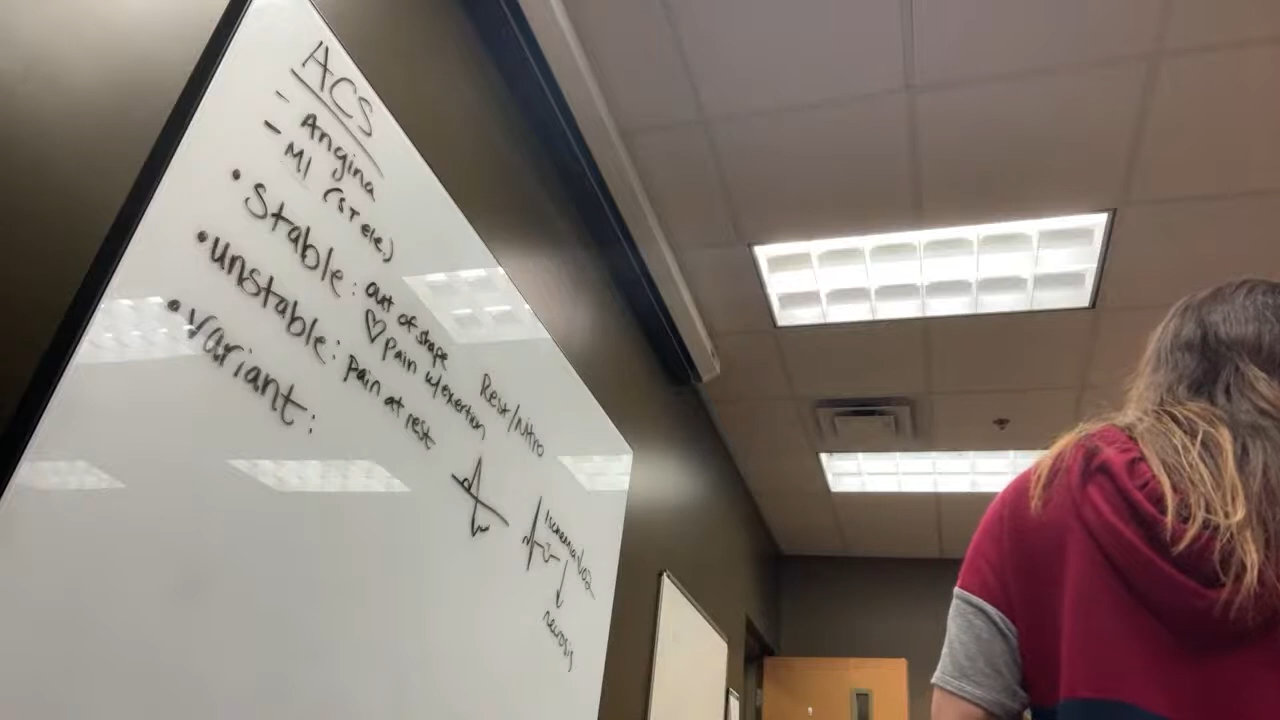 ACS
- Angina
- MI (ST ele.)
• Stable: out of shape
♡ pain w/exertion Rest/Nitro
• unstable: pain at rest
• variant:
Ischemia ↓O2
↓
necrosis